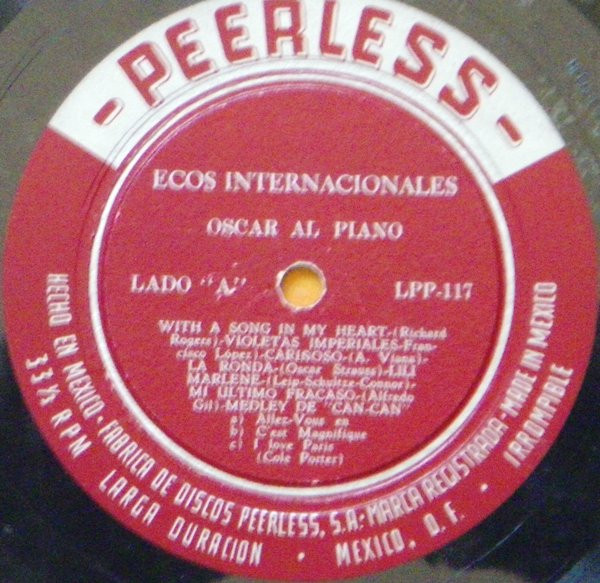 -PEERLESS-
ECOS INTERNACIONALES
OSCAR AL PIANO
LADO "A"
LPP-117
WITH A SONG IN MY HEART-(Richard
Rogers)-VIOLETAS IMPERIALES-Fran-
cisco López)-CARIñOSO-(A. Viana)-
LA RONDA-(Oscar Strauss)-LILI
MARLENE-(Leip-Schultze-Connor)-
MI ULTIMO FRACASO-(Alfredo
Gil)-MEDLEY DE "CAN-CAN"
a) Allez-Vous en
b) C'est Magnifique
c) I love Paris
(Cole Porter)
HECHO EN MEXICO·FABRICA DE DISCOS PEERLESS, S.A.-MARCA REGISTRADA-MADE IN MEXICO
33⅓ RPM LARGA DURACION · MEXICO, D. F. · IRROMPIBLE